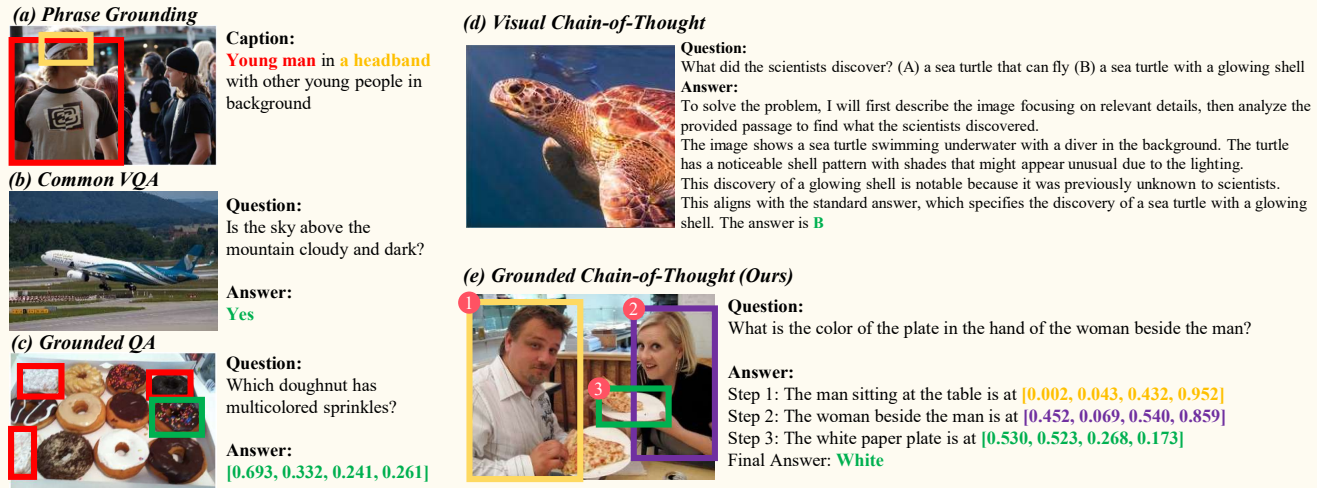 (a) Phrase Grounding
Caption:
Young man in a headband
with other young people in
background
(b) Common VQA
Question:
Is the sky above the
mountain cloudy and dark?
Answer:
Yes
(c) Grounded QA
Question:
Which doughnut has
multicolored sprinkles?
Answer:
[0.693, 0.332, 0.241, 0.261]
(d) Visual Chain-of-Thought
Question:
What did the scientists discover? (A) a sea turtle that can fly (B) a sea turtle with a glowing shell
Answer:
To solve the problem, I will first describe the image focusing on relevant details, then analyze the
provided passage to find what the scientists discovered.
The image shows a sea turtle swimming underwater with a diver in the background. The turtle
has a noticeable shell pattern with shades that might appear unusual due to the lighting.
This discovery of a glowing shell is notable because it was previously unknown to scientists.
This aligns with the standard answer, which specifies the discovery of a sea turtle with a glowing
shell. The answer is B
(e) Grounded Chain-of-Thought (Ours)
1
2
3
Question:
What is the color of the plate in the hand of the woman beside the man?
Answer:
Step 1: The man sitting at the table is at [0.002, 0.043, 0.432, 0.952]
Step 2: The woman beside the man is at [0.452, 0.069, 0.540, 0.859]
Step 3: The white paper plate is at [0.530, 0.523, 0.268, 0.173]
Final Answer: White